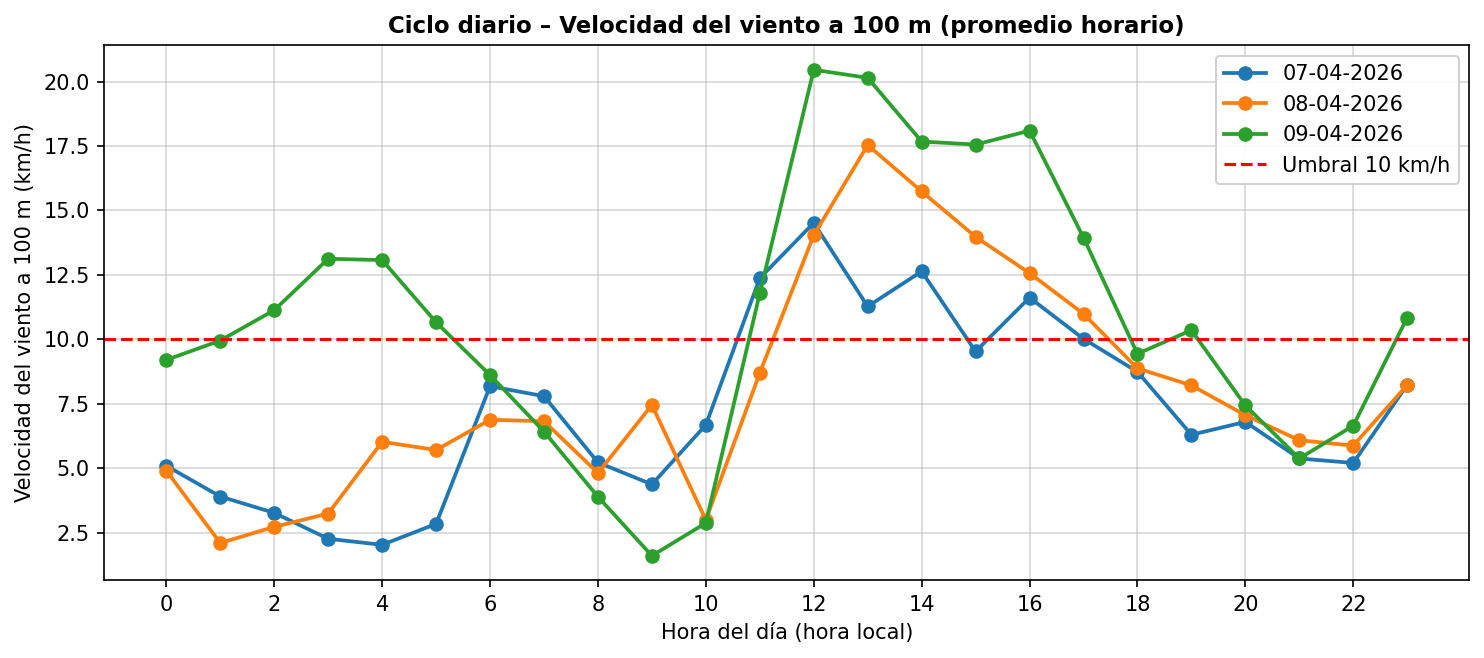 Ciclo diario – Velocidad del viento a 100 m (promedio horario)
Velocidad del viento a 100 m (km/h)
20.0
17.5
15.0
12.5
10.0
7.5
5.0
2.5
07-04-2026
08-04-2026
09-04-2026
Umbral 10 km/h
0 2 4 6 8 10 12 14 16 18 20 22
Hora del día (hora local)